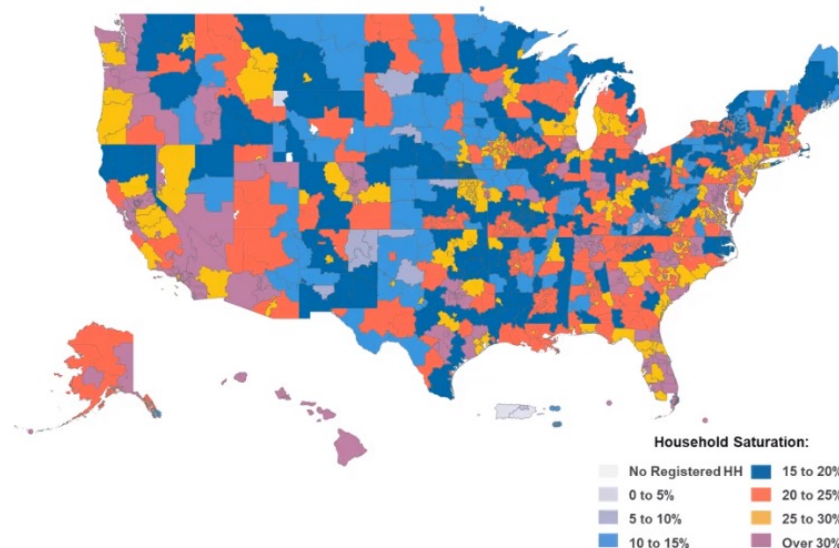 Household Saturation:
No Registered HH
15 to 20%
0 to 5%
20 to 25%
5 to 10%
25 to 30%
10 to 15%
Over 30%